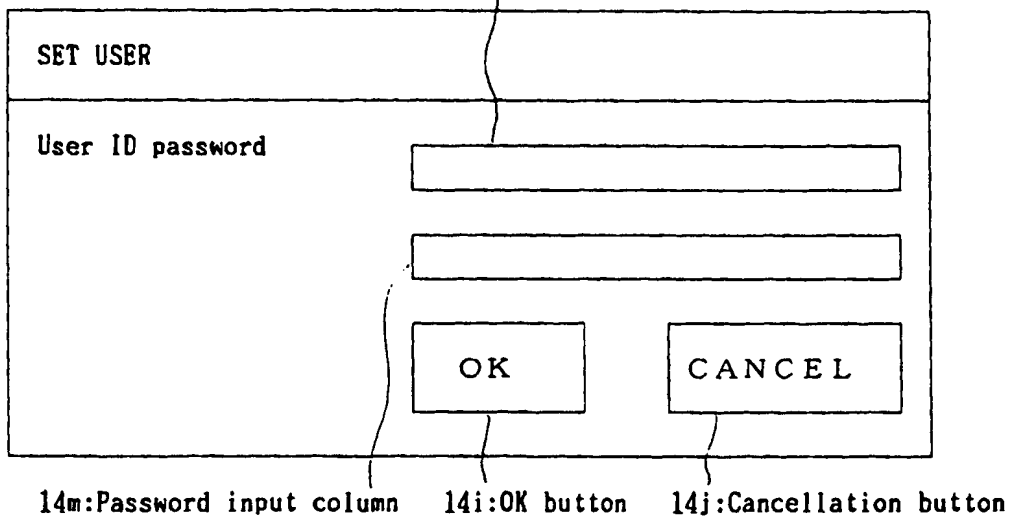 SET USER
User ID password
OK CANCEL
14m:Password input column 14i:OK button 14j:Cancellation button